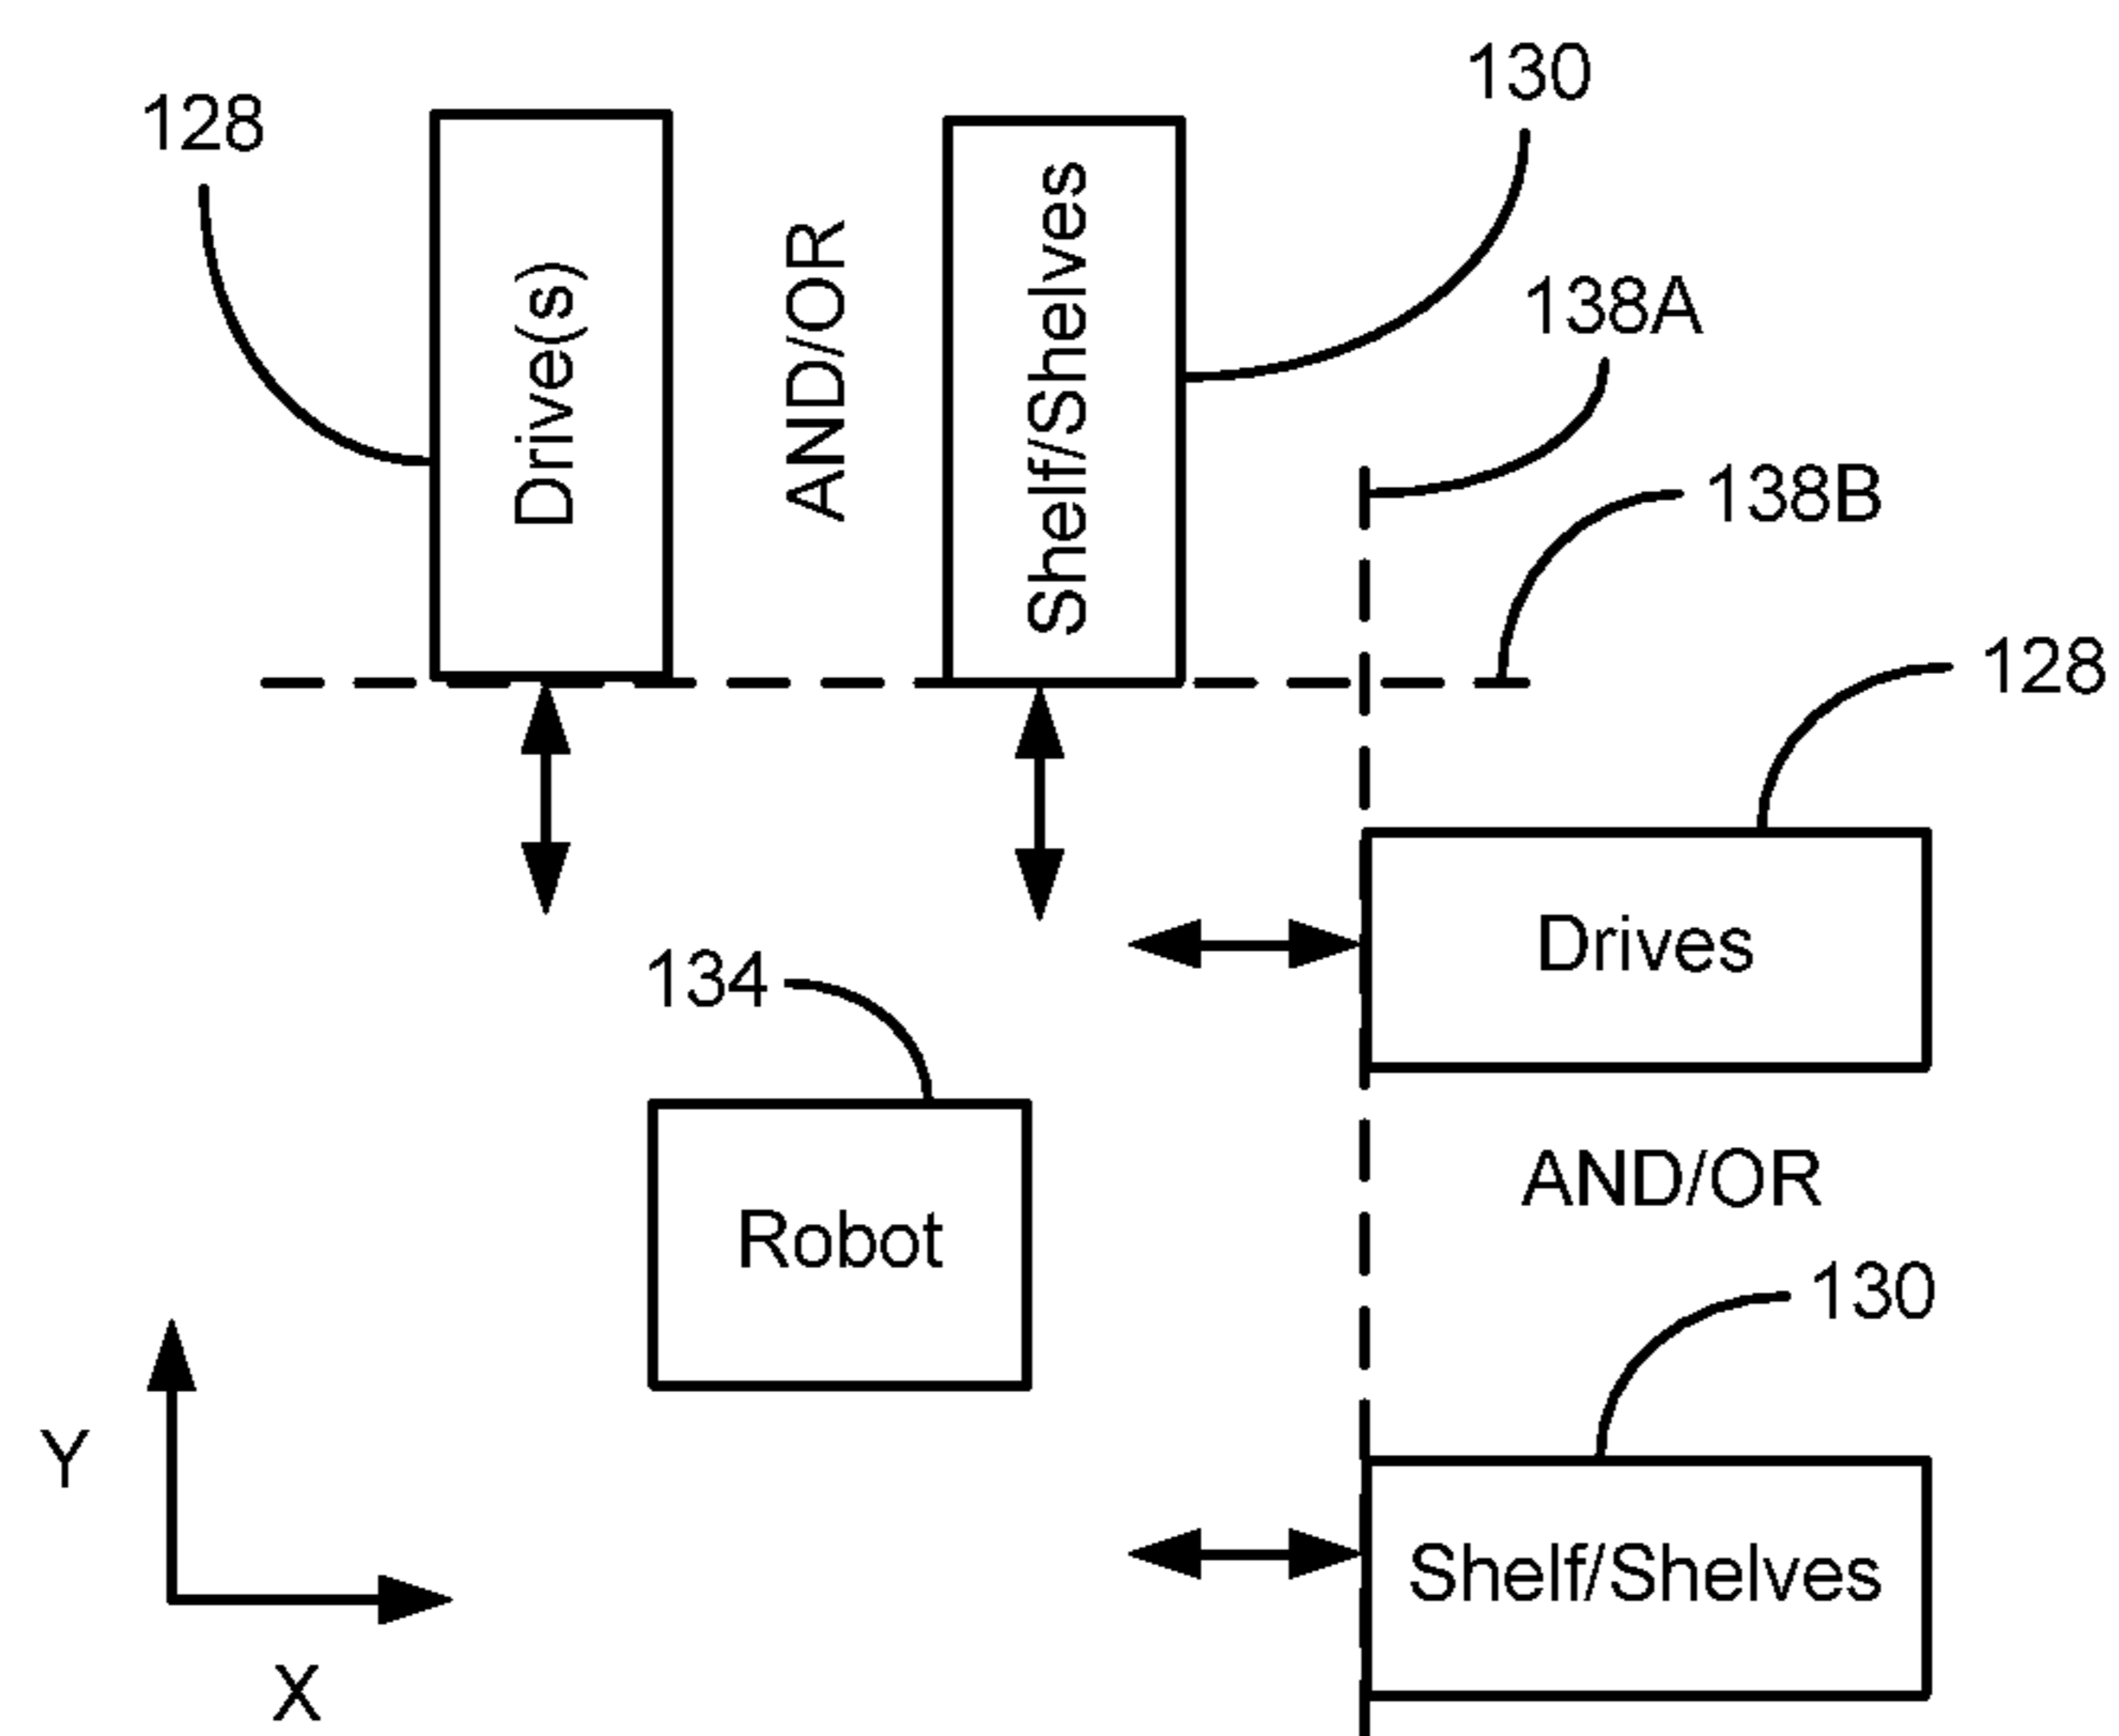 130
128
Drive(s)
AND/OR
Shelf/Shelves
138A
138B
128
Drives
134
AND/OR
Robot
130
Y
Shelf/Shelves
X